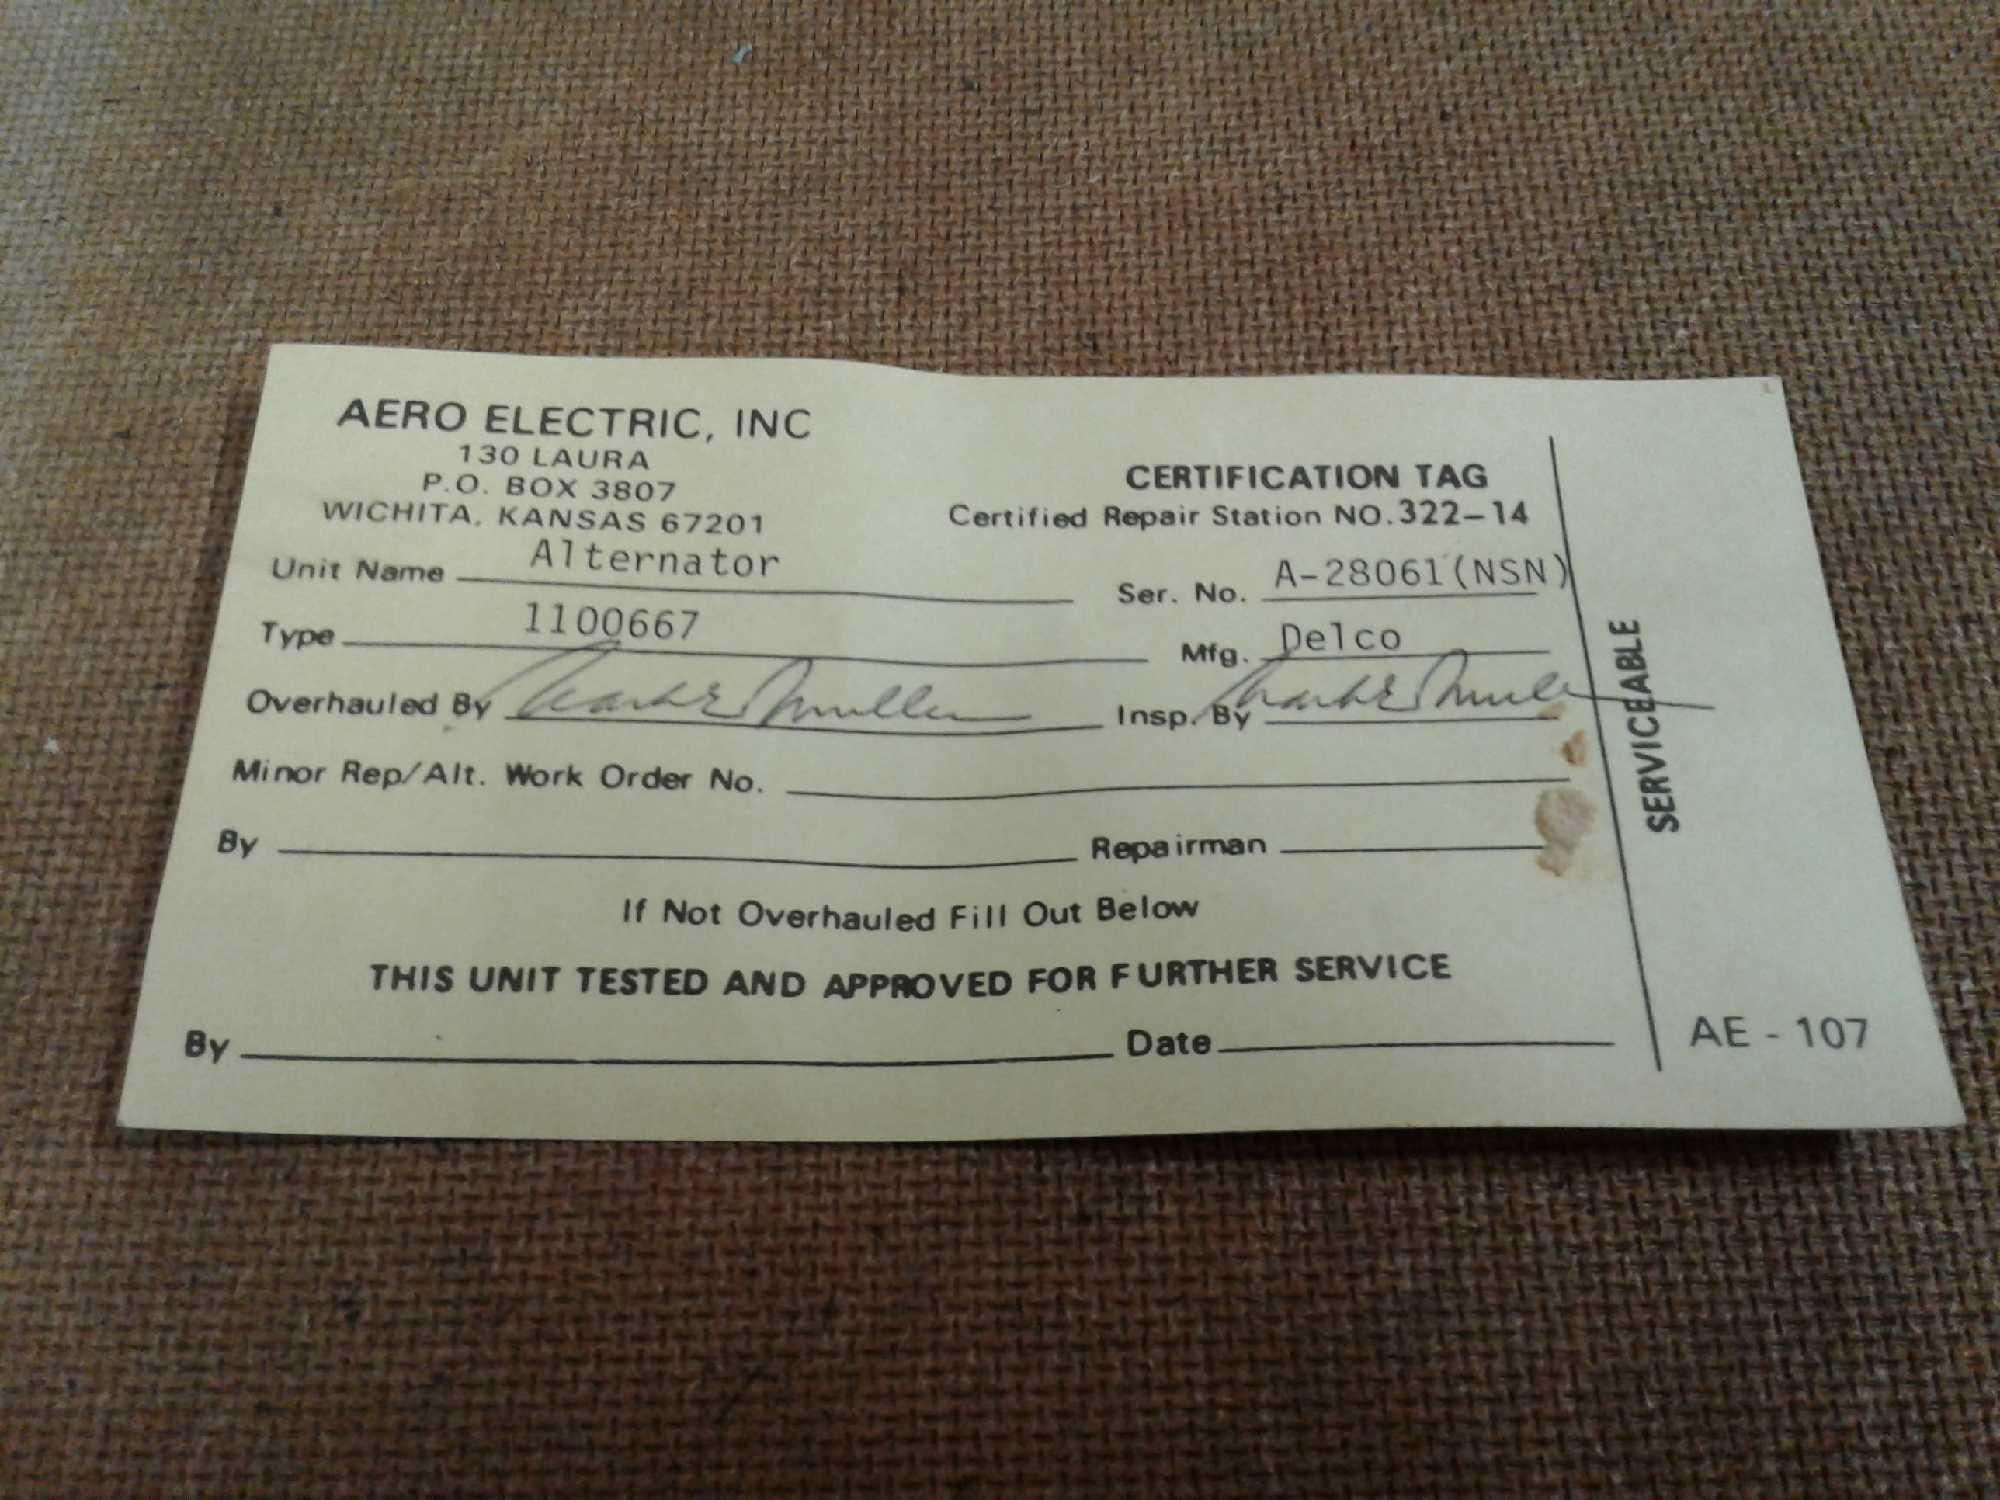 AERO ELECTRIC, INC
130 LAURA
P.O. BOX 3807
WICHITA, KANSAS 67201
CERTIFICATION TAG
Certified Repair Station NO.322-14
Unit Name Alternator Ser. No. A-28061(NSN)
Type 1100667 Mfg. Delco
Overhauled By Insp. By
Minor Rep/Alt. Work Order No.
By Repairman
If Not Overhauled Fill Out Below
THIS UNIT TESTED AND APPROVED FOR FURTHER SERVICE
By Date
SERVICEABLE
AE - 107